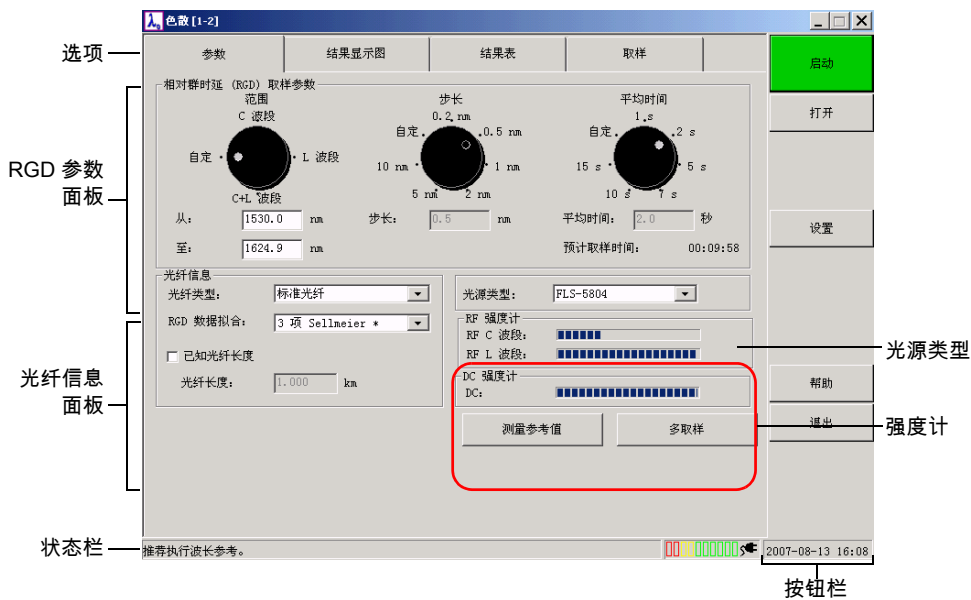 色散 [1-2]
选项
参数
结果显示图
结果表
取样
启动
相对群时延 (RGD) 取样参数
范围
C 波段
自定
L 波段
C+L 波段
步长
0.2 nm
自定
0.5 nm
10 nm
1 nm
5 nm
2 nm
平均时间
1 s
自定
2 s
15 s
5 s
10 s
7 s
打开
RGD 参数
面板
从: 1530.0 nm
步长: 0.5 nm
平均时间: 2.0 秒
设置
至: 1624.9 nm
预计取样时间: 00:09:58
光纤信息
光纤类型: 标准光纤
光源类型: FLS-5804
RGD 数据拟合: 3 项 Sellmeier *
RF 强度计
RF C 波段:
RF L 波段:
光源类型
已知光纤长度
光纤长度: 1.000 km
DC 强度计
DC:
帮助
光纤信息
面板
测量参考值
多取样
退出
强度计
状态栏
推荐执行波长参考。
2007-08-13 16:08
按钮栏